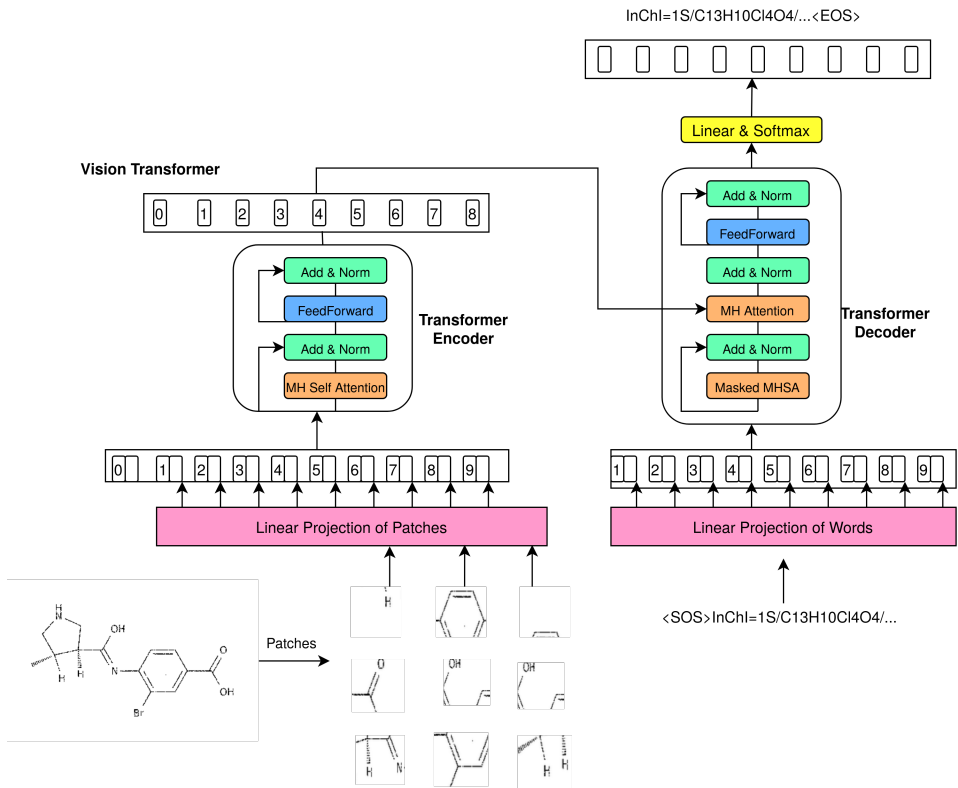 InChI=1S/C13H10Cl4O4/...<EOS>
Linear & Softmax
Vision Transformer
0 1 2 3 4 5 6 7 8
Add & Norm
FeedForward
Add & Norm
MH Self Attention
Transformer
Encoder
Add & Norm
FeedForward
Add & Norm
MH Attention
Add & Norm
Masked MHSA
Transformer
Decoder
0 1 2 3 4 5 6 7 8 9
Linear Projection of Patches
1 2 3 4 5 6 7 8 9
Linear Projection of Words
<SOS>InChI=1S/C13H10Cl4O4/...
Patches
H
N
OH
O
H
H
N
OH
Br
H
O
OH
OH
H
N
H
H